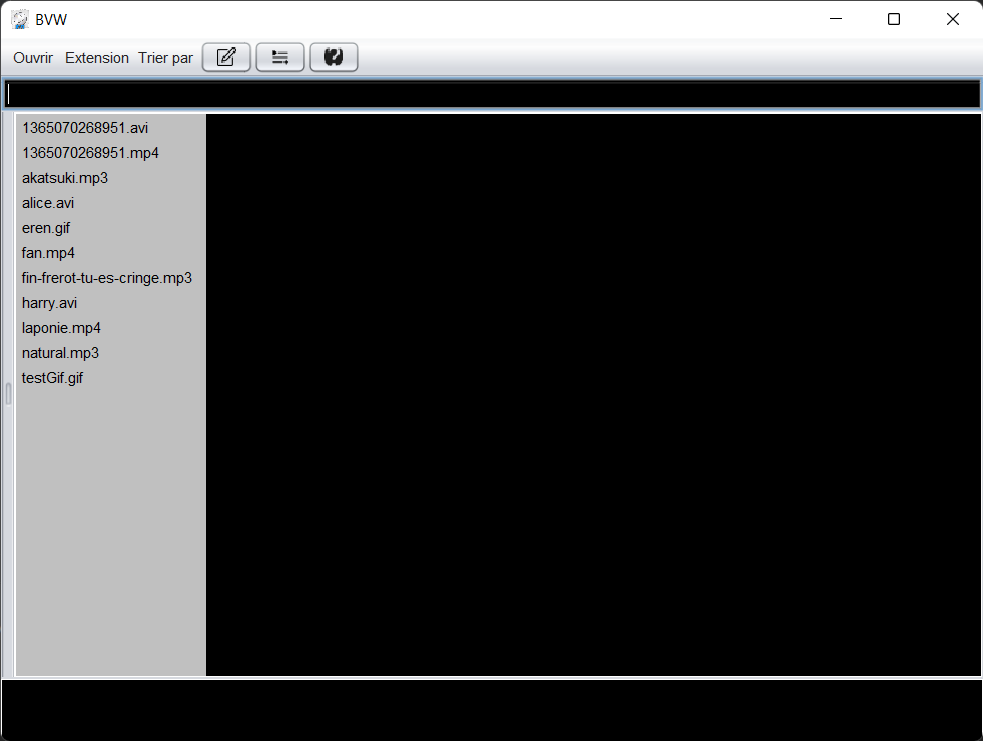 BVW
Ouvrir Extension Trier par
1365070268951.avi
1365070268951.mp4
akatsuki.mp3
alice.avi
eren.gif
fan.mp4
fin-frerot-tu-es-cringe.mp3
harry.avi
laponie.mp4
natural.mp3
testGif.gif